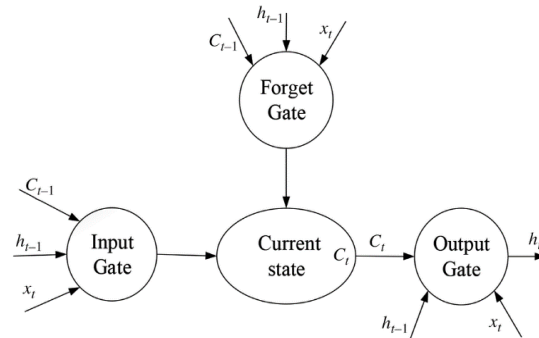 h_{t-1}
C_{t-1}
x_t
Forget
Gate
C_{t-1}
h_{t-1}
x_t
Input
Gate
Current
state
C_t
C_t
Output
Gate
h_t
h_{t-1}
x_t